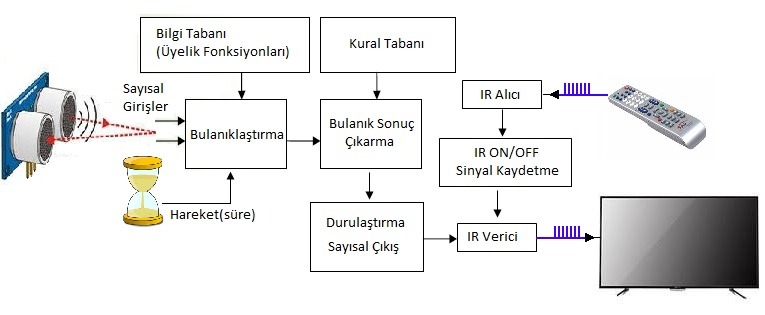 Bilgi Tabanı
(Üyelik Fonksiyonları)
Kural Tabanı
Sayısal
Girişler
Bulanıklaştırma
Bulanık Sonuç
Çıkarma
IR Alıcı
IR ON/OFF
Sinyal Kaydetme
Hareket(süre)
Durulaştırma
Sayısal Çıkış
IR Verici